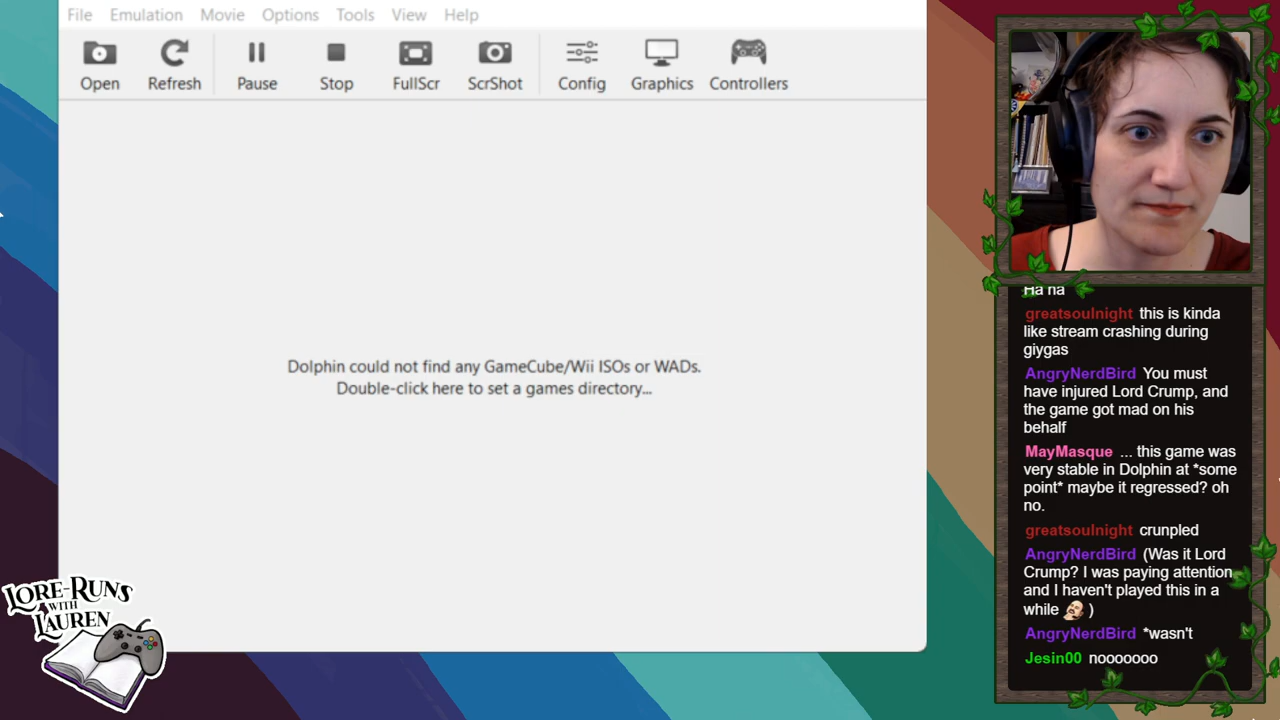 File Emulation Movie Options Tools View Help
Open Refresh Pause Stop FullScr ScrShot Config Graphics Controllers
Dolphin could not find any GameCube/Wii ISOs or WADs.
Double-click here to set a games directory...
LORE-RUNS
WITH
LAUREN
Ha ha
greatsoulnight this is kinda
like stream crashing during
giygas
AngryNerdBird You must
have injured Lord Crump, and
the game got mad on his
behalf
MayMasque ... this game was
very stable in Dolphin at *some
point* maybe it regressed? oh
no.
greatsoulnight crunpled
AngryNerdBird (Was it Lord
Crump? I was paying attention
and I haven't played this in a
while )
AngryNerdBird *wasn't
Jesin00 nooooooo